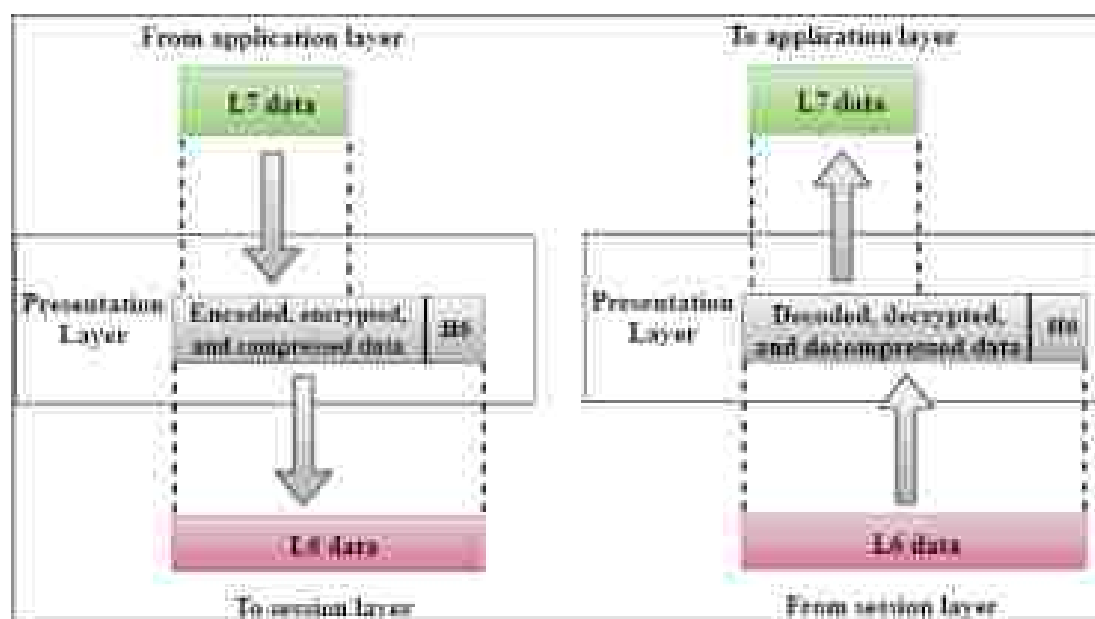 From application layer
L7 data
Presentation
Layer
Encoded, encrypted,
and compressed data
L6 data
To session layer
To application layer
L7 data
Presentation
Layer
Decoded, decrypted,
and decompressed data
H6
L6 data
From session layer